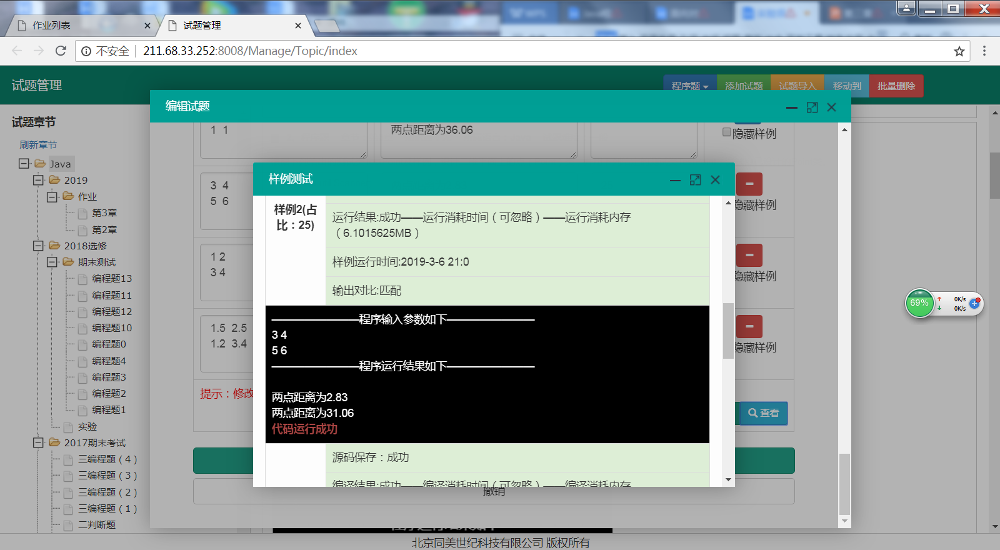 作业列表
试题管理
不安全
211.68.33.252:8008/Manage/Topic/index
试题管理
程序题
添加试题
试题导入
移动到
批量删除
编辑试题
试题章节
刷新章节
Java
2019
作业
第3章
第2章
2018选修
期末测试
编程题13
编程题11
编程题12
编程题10
编程题0
编程题4
编程题3
编程题2
编程题1
实验
2017期末考试
三编程题(4)
三编程题(3)
三编程题(2)
三编程题(1)
二判断题
1 1
两点距离为36.06
隐藏样例
3 4
5 6
隐藏样例
1 2
3 4
隐藏样例
1.5 2.5
1.2 3.4
隐藏样例
提示：修改
查看
样例测试
样例2(占
比：25)
运行结果:成功——运行消耗时间（可忽略）——运行消耗内存
（6.1015625MB）
样例运行时间:2019-3-6 21:0
输出对比:匹配
————————程序输入参数如下————————
3 4
5 6
————————程序运行结果如下————————
两点距离为2.83
两点距离为31.06
代码运行成功
源码保存：成功
编译结果:成功——编译消耗时间（可忽略）——编译消耗内存
撤销
北京同美世纪科技有限公司 版权所有
69%
0K/s
0K/s